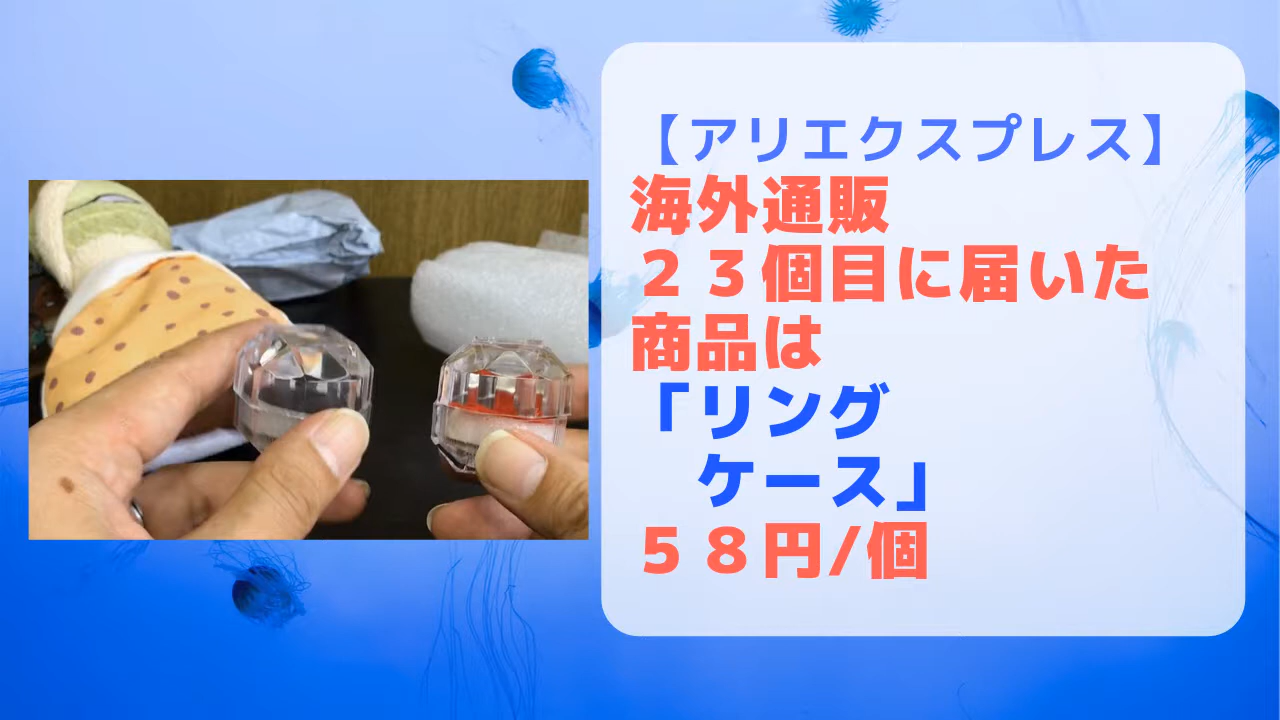 【アリエクスプレス】
海外通販
２３個目に届いた
商品は
「リング
ケース」
５８円/個